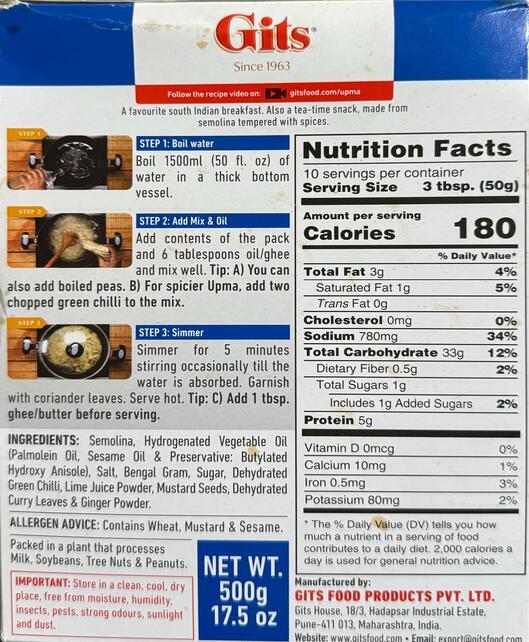 Gits®
Since 1963
Follow the recipe video on: gitsfood.com/upma
A favourite south Indian breakfast. Also a tea-time snack, made from
semolina tempered with spices.
STEP 1
STEP 1: Boil water
Boil 1500ml (50 fl. oz) of
water in a thick bottom
vessel.
STEP 2
STEP 2: Add Mix & Oil
Add contents of the pack
and 6 tablespoons oil/ghee
and mix well. Tip: A) You can
also add boiled peas. B) For spicier Upma, add two
chopped green chilli to the mix.
STEP 3
STEP 3: Simmer
Simmer for 5 minutes
stirring occasionally till the
water is absorbed. Garnish
with coriander leaves. Serve hot. Tip: C) Add 1 tbsp.
ghee/butter before serving.
INGREDIENTS: Semolina, Hydrogenated Vegetable Oil
(Palmolein Oil, Sesame Oil & Preservative: Butylated
Hydroxy Anisole), Salt, Bengal Gram, Sugar, Dehydrated
Green Chilli, Lime Juice Powder, Mustard Seeds, Dehydrated
Curry Leaves & Ginger Powder.
ALLERGEN ADVICE: Contains Wheat, Mustard & Sesame.
Packed in a plant that processes
Milk, Soybeans, Tree Nuts & Peanuts.
IMPORTANT: Store in a clean, cool, dry
place, free from moisture, humidity,
insects, pests, strong odours, sunlight
and dust.
NET WT.
500g
17.5 oz
Nutrition Facts
10 servings per container
Serving Size 3 tbsp. (50g)
Amount per serving
Calories 180
% Daily Value*
Total Fat 3g 4%
Saturated Fat 1g 5%
Trans Fat 0g
Cholesterol 0mg 0%
Sodium 780mg 34%
Total Carbohydrate 33g 12%
Dietary Fiber 0.5g 2%
Total Sugars 1g
Includes 1g Added Sugars 2%
Protein 5g
Vitamin D 0mcg 0%
Calcium 10mg 1%
Iron 0.5mg 3%
Potassium 80mg 2%
* The % Daily Value (DV) tells you how
much a nutrient in a serving of food
contributes to a daily diet. 2,000 calories a
day is used for general nutrition advice.
Manufactured by:
GITS FOOD PRODUCTS PVT. LTD.
Gits House, 18/3, Hadapsar Industrial Estate,
Pune-411 013, Maharashtra, India.
Website: www.gitsfood.com • Email: export@gitsfood.com